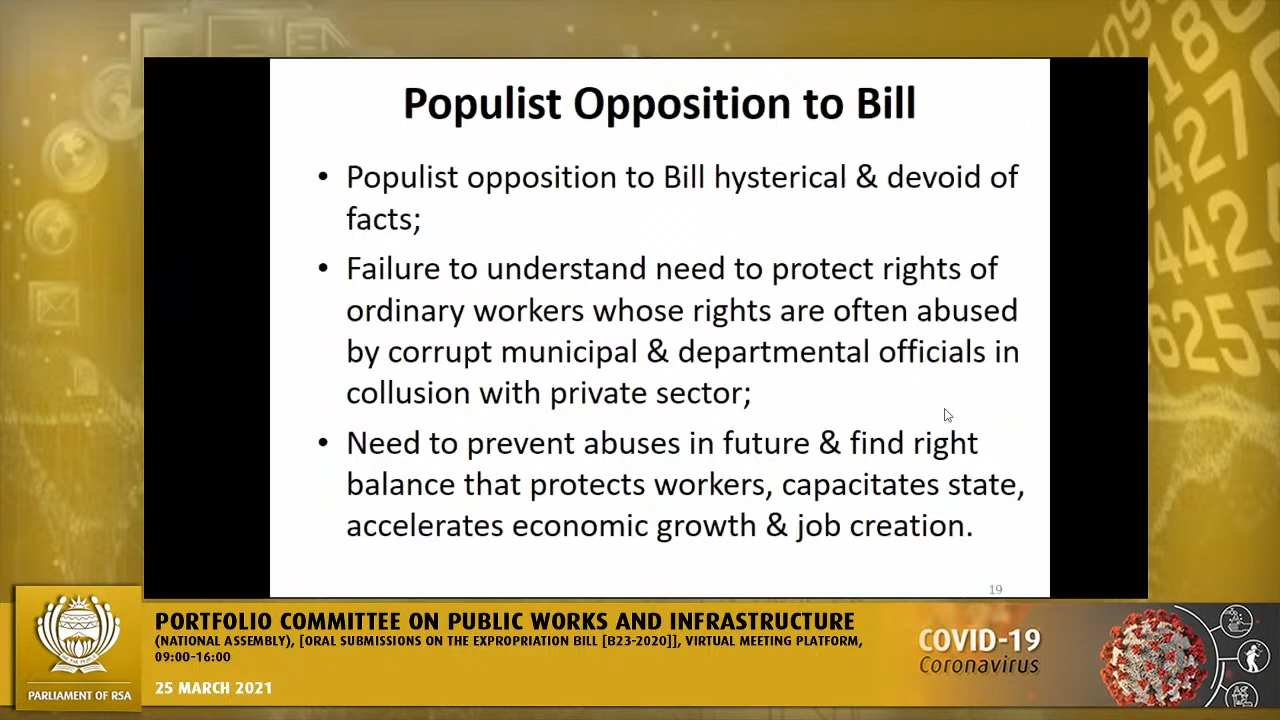 Populist Opposition to Bill
• Populist opposition to Bill hysterical & devoid of
facts;
• Failure to understand need to protect rights of
ordinary workers whose rights are often abused
by corrupt municipal & departmental officials in
collusion with private sector;
• Need to prevent abuses in future & find right
balance that protects workers, capacitates state,
accelerates economic growth & job creation.
19
PORTFOLIO COMMITTEE ON PUBLIC WORKS AND INFRASTRUCTURE
(NATIONAL ASSEMBLY), [ORAL SUBMISSIONS ON THE EXPROPRIATION BILL [B23-2020]], VIRTUAL MEETING PLATFORM,
09:00-16:00
25 MARCH 2021
PARLIAMENT OF RSA
COVID-19
Coronavirus